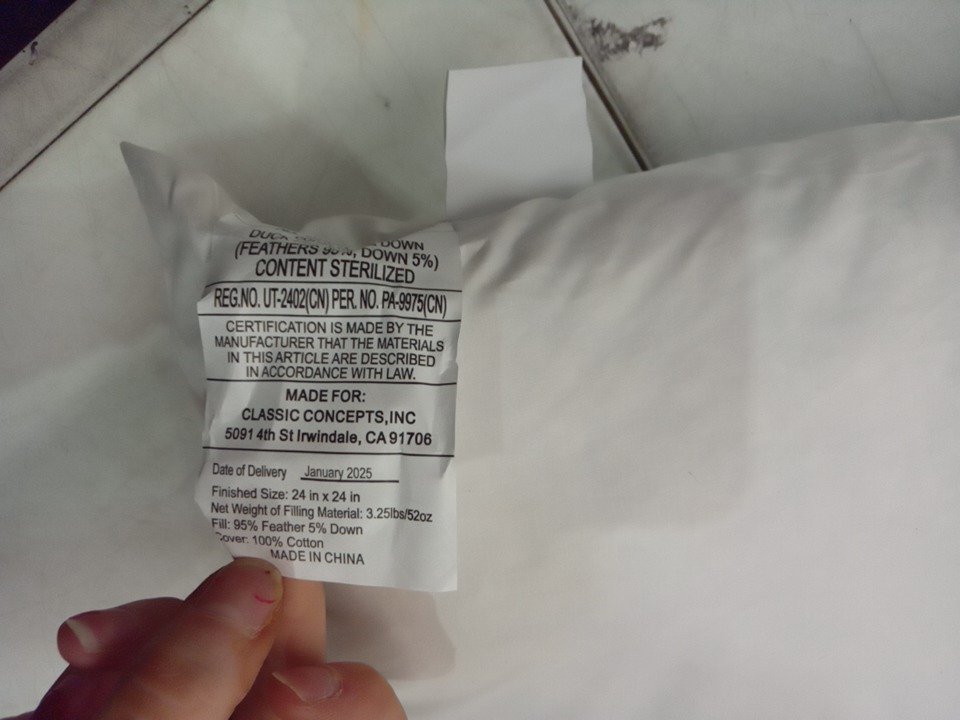 DUCK DOWN
(FEATHERS 95%, DOWN 5%)
CONTENT STERILIZED
REG.NO. UT-2402(CN) PER. NO. PA-9975(CN)
CERTIFICATION IS MADE BY THE
MANUFACTURER THAT THE MATERIALS
IN THIS ARTICLE ARE DESCRIBED
IN ACCORDANCE WITH LAW.
MADE FOR:
CLASSIC CONCEPTS,INC
5091 4th St Irwindale, CA 91706
Date of Delivery January 2025
Finished Size: 24 in x 24 in
Net Weight of Filling Material: 3.25lbs/52oz
Fill: 95% Feather 5% Down
Cover: 100% Cotton
MADE IN CHINA